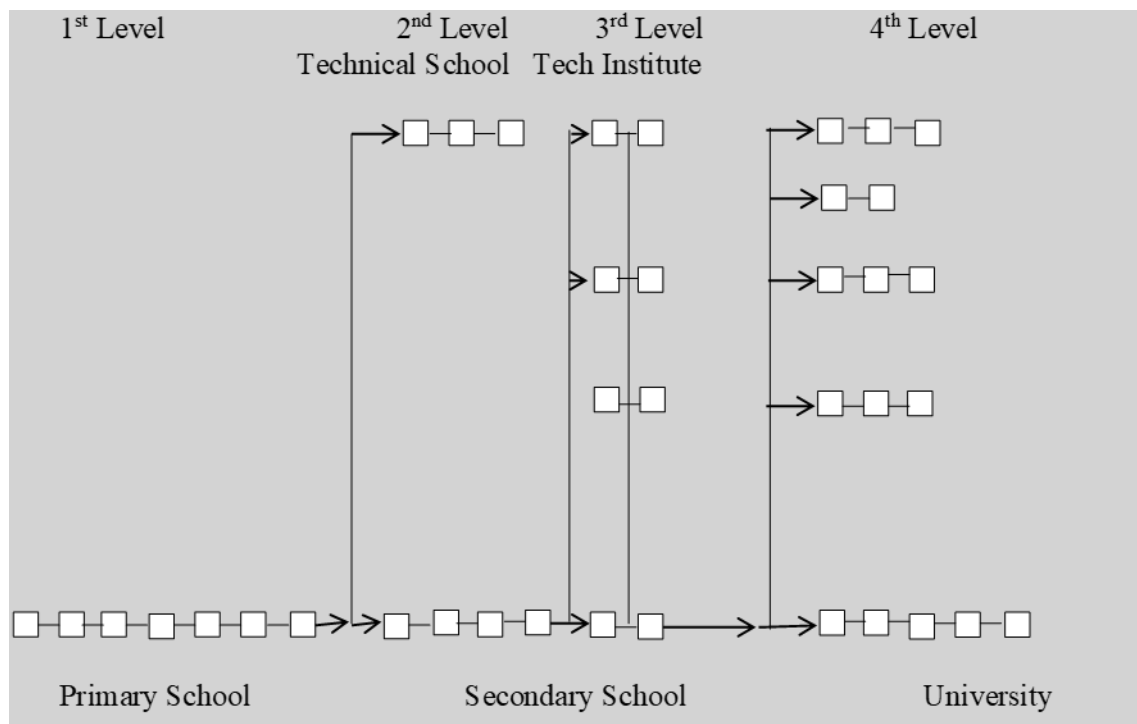 1st Level 2nd Level 3rd Level 4th Level
Technical School Tech Institute
Primary School Secondary School University